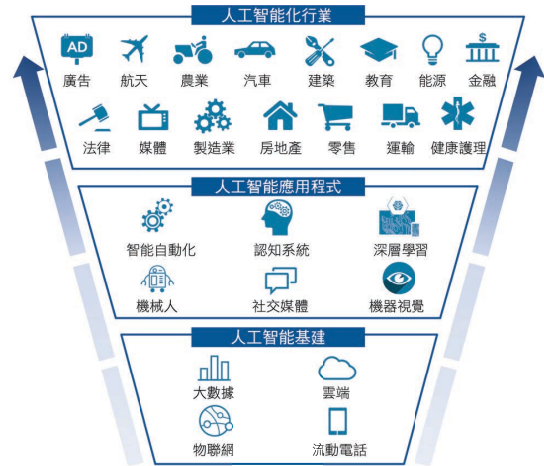 人工智能化行業
AD
$
廣告 航天 農業 汽車 建築 教育 能源 金融
法律 媒體 製造業 房地產 零售 運輸 健康護理
人工智能應用程式
智能自動化 認知系統 深層學習
機械人 社交媒體 機器視覺
人工智能基建
大數據 雲端
物聯網 流動電話